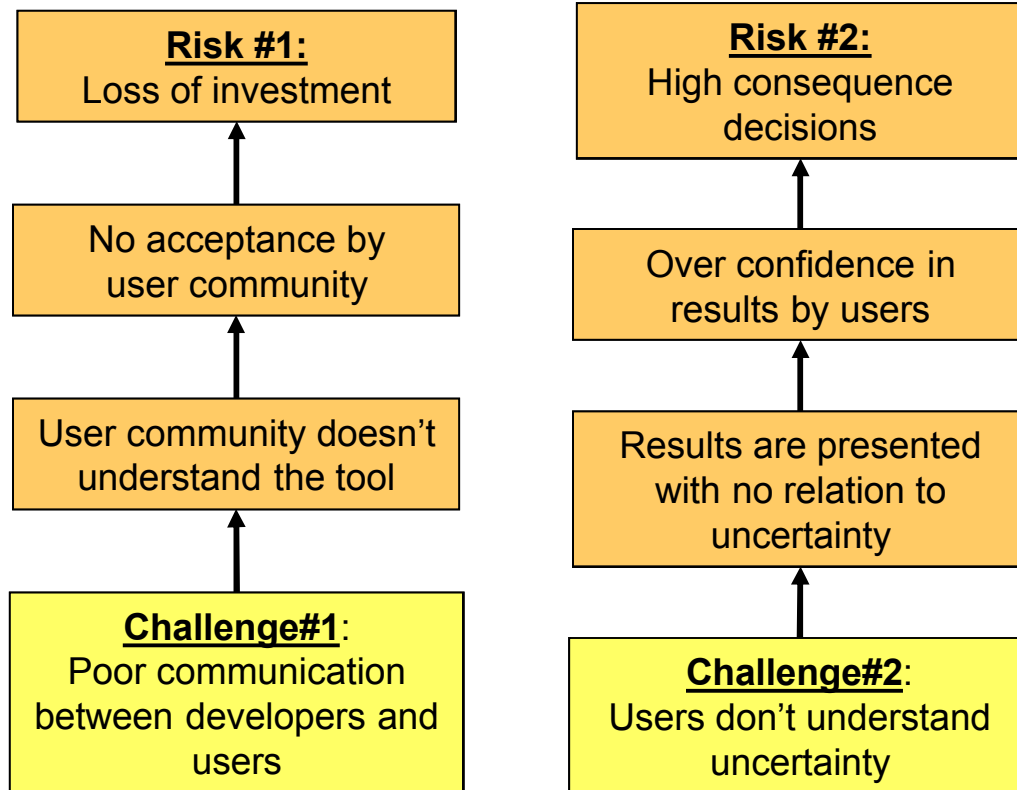 Risk #1:
Loss of investment
No acceptance by
user community
User community doesn’t
understand the tool
Challenge#1:
Poor communication
between developers and
users
Risk #2:
High consequence
decisions
Over confidence in
results by users
Results are presented
with no relation to
uncertainty
Challenge#2:
Users don’t understand
uncertainty